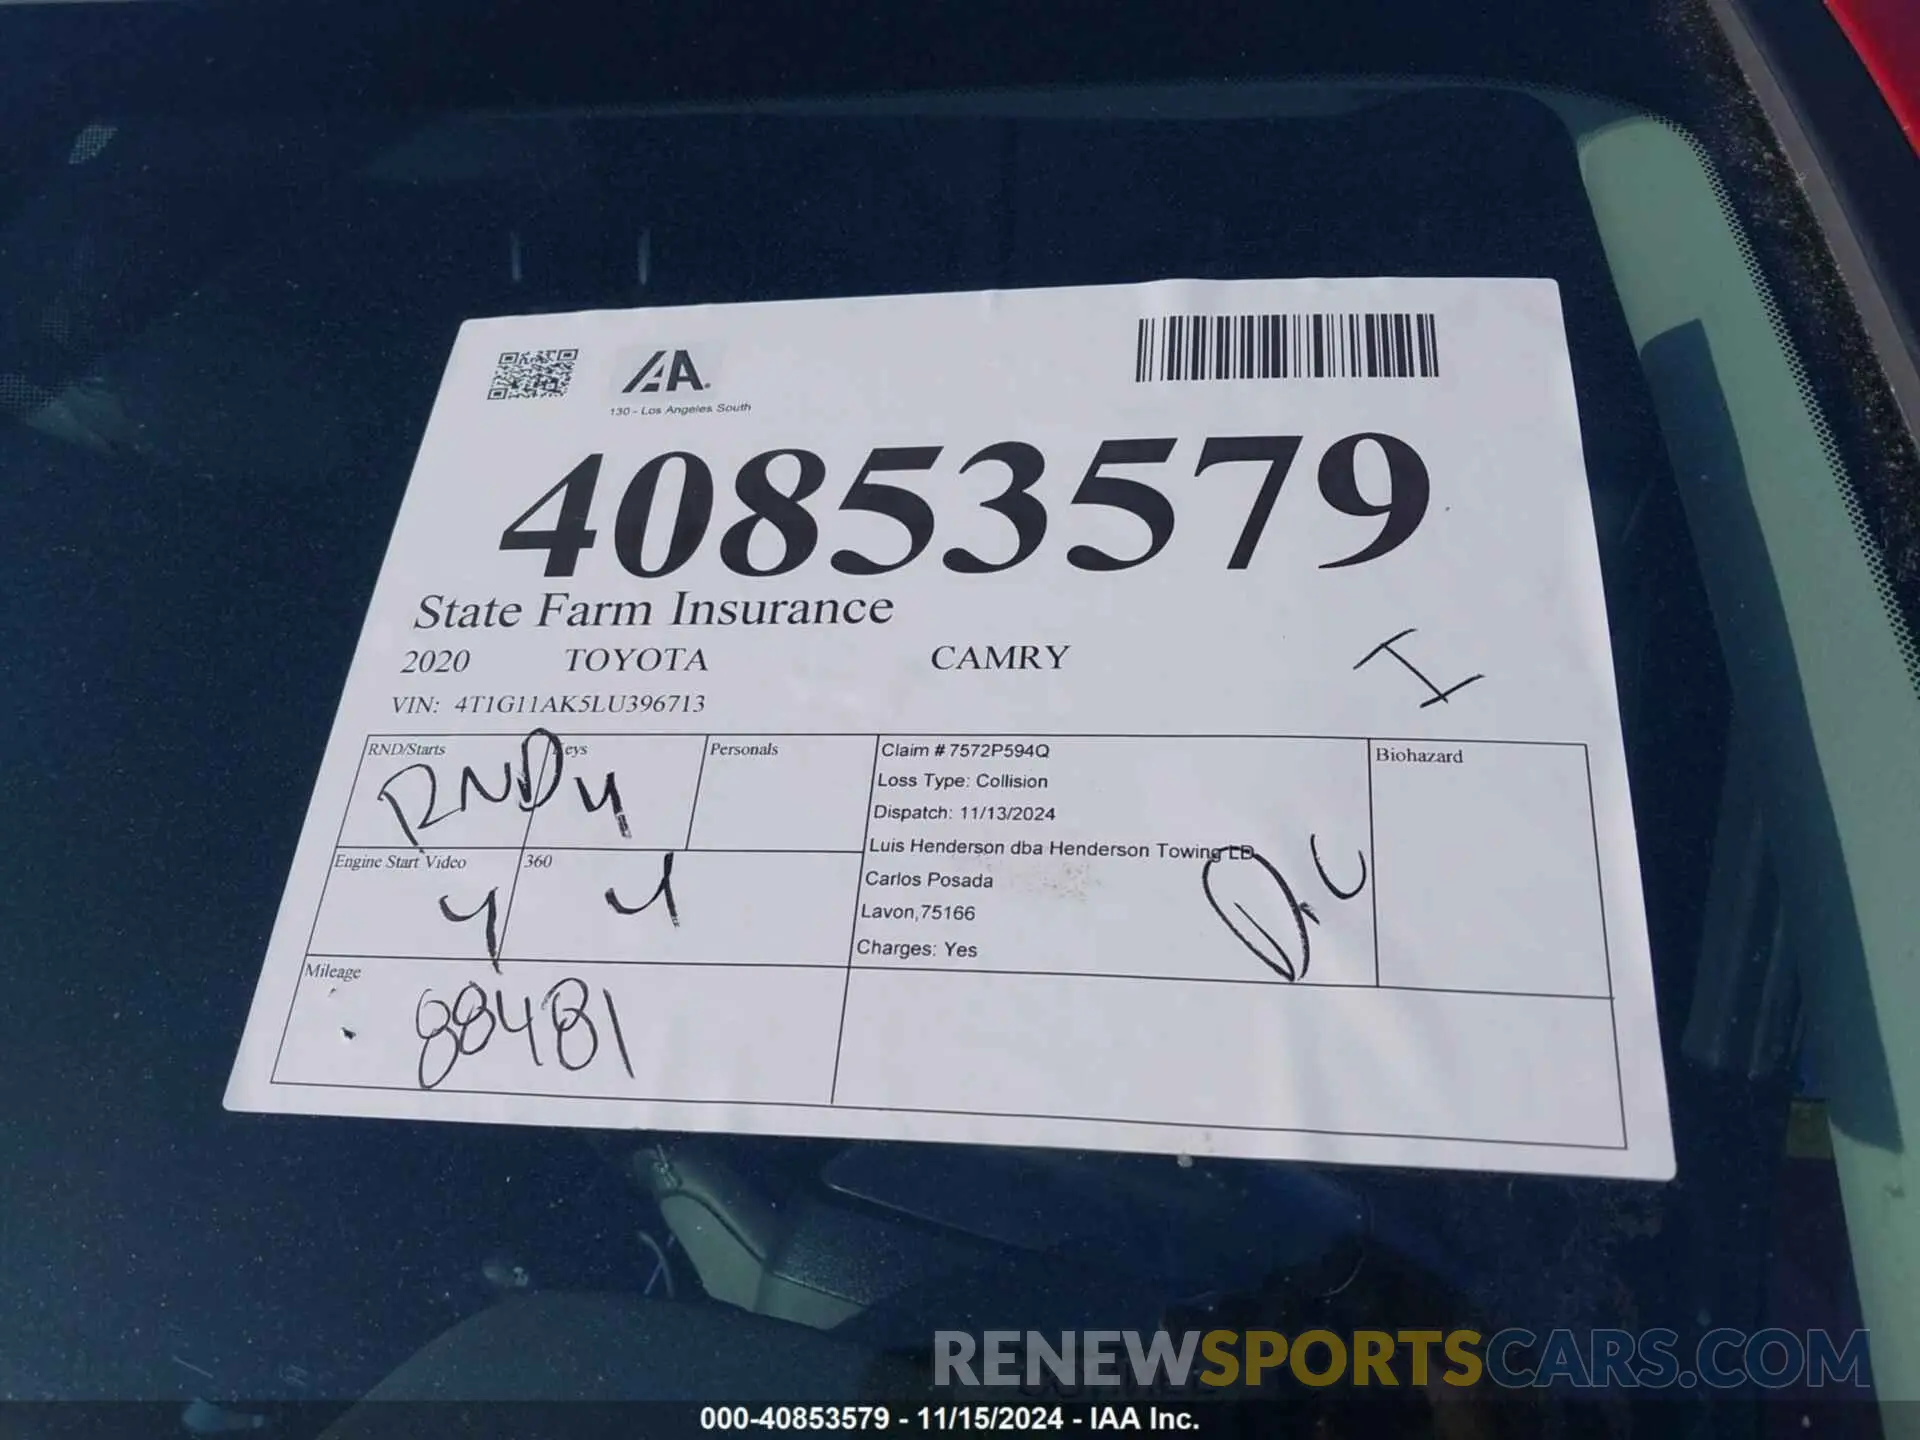 IAA.
130 - Los Angeles South
40853579
State Farm Insurance
2020 TOYOTA CAMRY
VIN: 4T1G11AK5LU396713
I
RND/Starts
RND
Keys
Y
Personals
Engine Start Video
Y
360
Y
Mileage
88481
Claim # 7572P594Q
Loss Type: Collision
Dispatch: 11/13/2024
Luis Henderson dba Henderson Towing LD
Carlos Posada
Lavon,75166
Charges: Yes
Biohazard
RENEWSPORTSCARS.COM
000-40853579 - 11/15/2024 - IAA Inc.